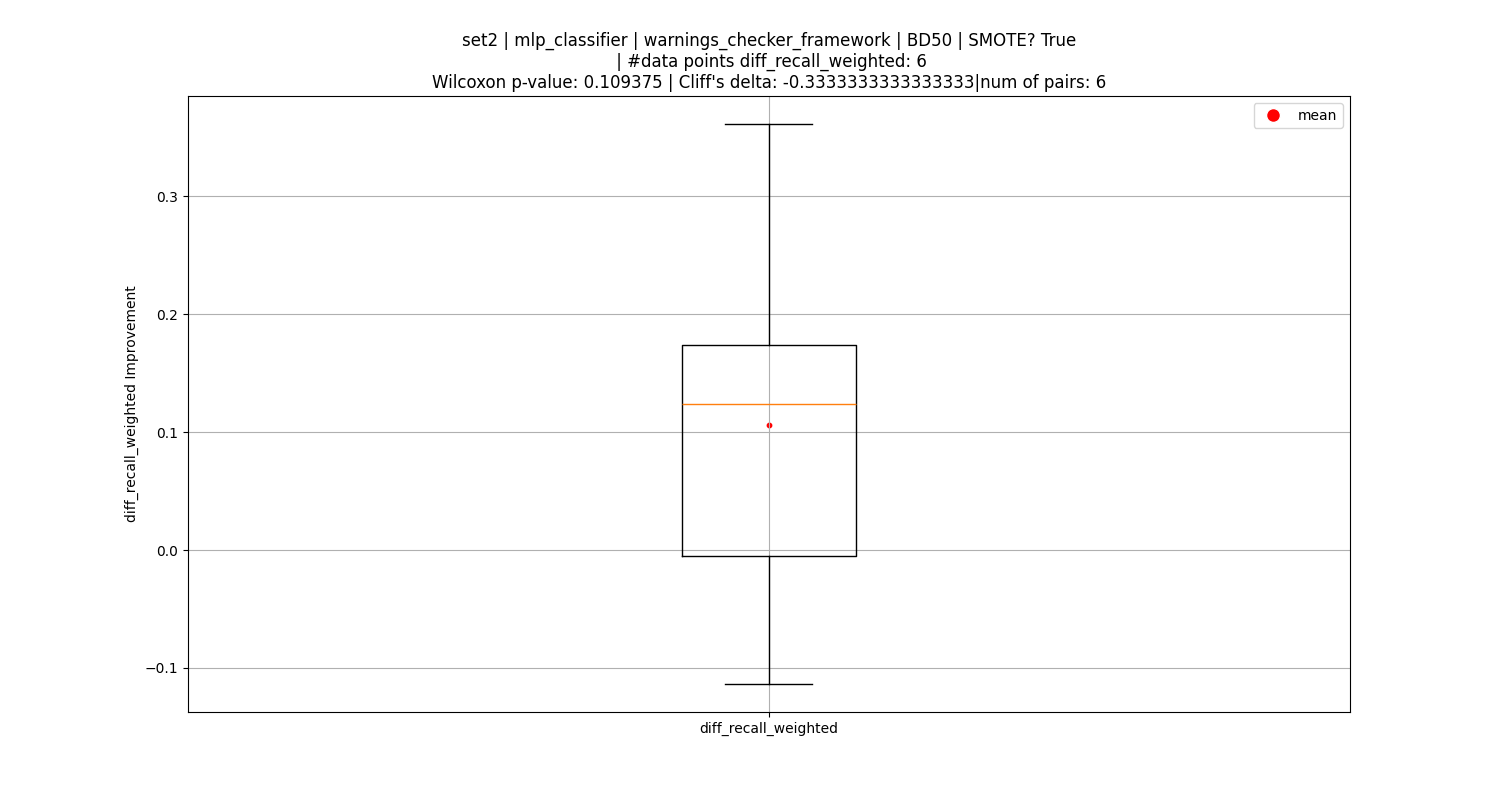 set2 | mlp_classifier | warnings_checker_framework | BD50 | SMOTE? True
| #data points diff_recall_weighted: 6
Wilcoxon p-value: 0.109375 | Cliff's delta: -0.3333333333333333|num of pairs: 6
mean
0.3
0.2
0.1
0.0
−0.1
diff_recall_weighted Improvement
diff_recall_weighted